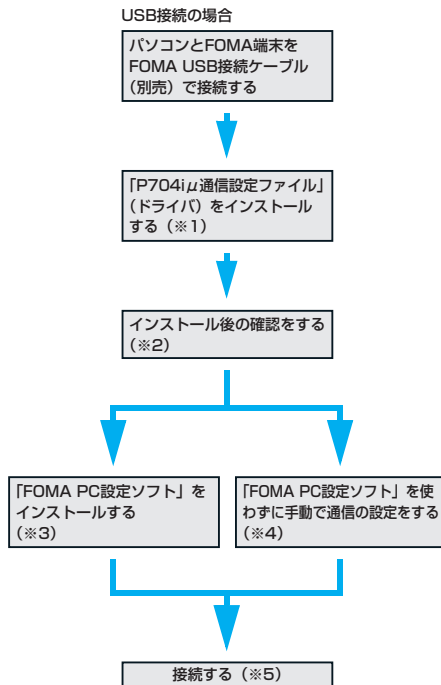 USB接続の場合
パソコンとFOMA端末を
FOMA USB接続ケーブル
（別売）で接続する
「P704iμ通信設定ファイル」
（ドライバ）をインストール
する（※1）
インストール後の確認をする
（※2）
「FOMA PC設定ソフト」を
インストールする
（※3）
「FOMA PC設定ソフト」を使
わずに手動で通信の設定をする
（※4）
接続する（※5）